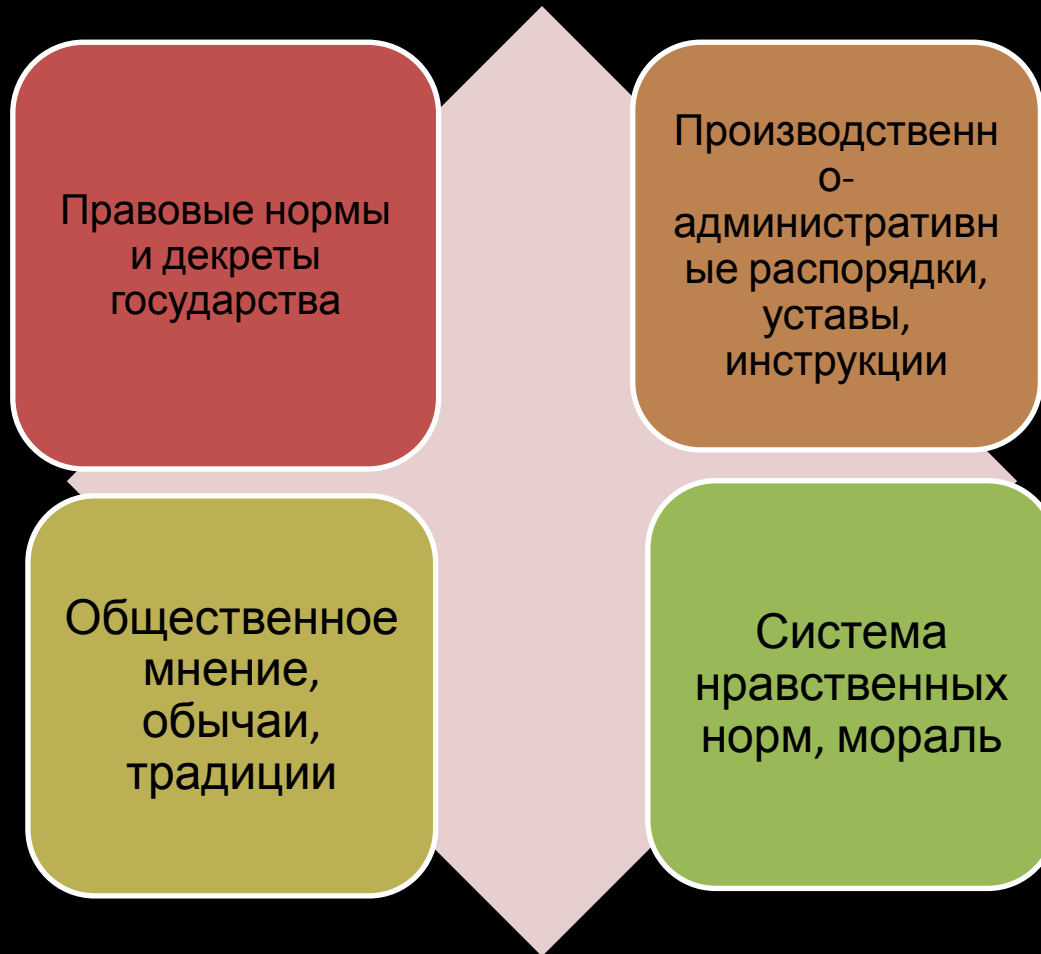 Правовые нормы
и декреты
государства
Производственн
о-
административн
ые распорядки,
уставы,
инструкции
Общественное
мнение,
обычаи,
традиции
Система
нравственных
норм, мораль